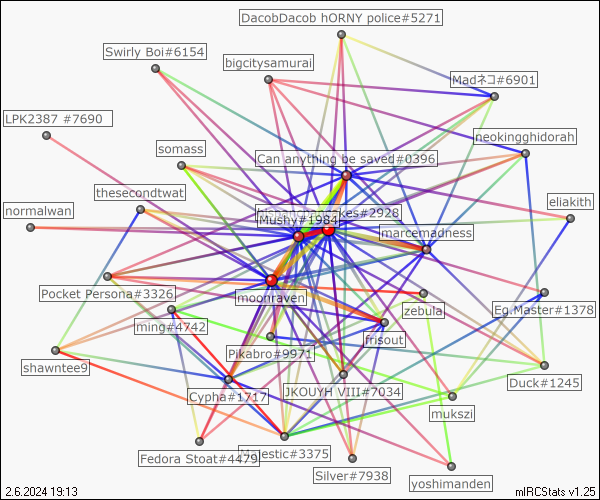 DacobDacob hORNY police#5271
Swirly Boi#6154
bigcitysamurai
Madネコ#6901
LPK2387 #7690
neokingghidorah
somass
Can anything be saved#0396
thesecondtwat
eliakith
normalwan
kes#2928
Mushy#1984
marcemadness
Pocket Persona#3326
moonraven
zebula
Eg.Master#1378
ming#4742
frisout
Pikabro#9971
shawntee9
Duck#1245
Cypha#1717
JKOUYH VIII#7034
mukszi
Fedora Stoat#4479
estic#3375
Silver#7938
yoshimanden
2.6.2024 19:13
mIRCStats v1.25